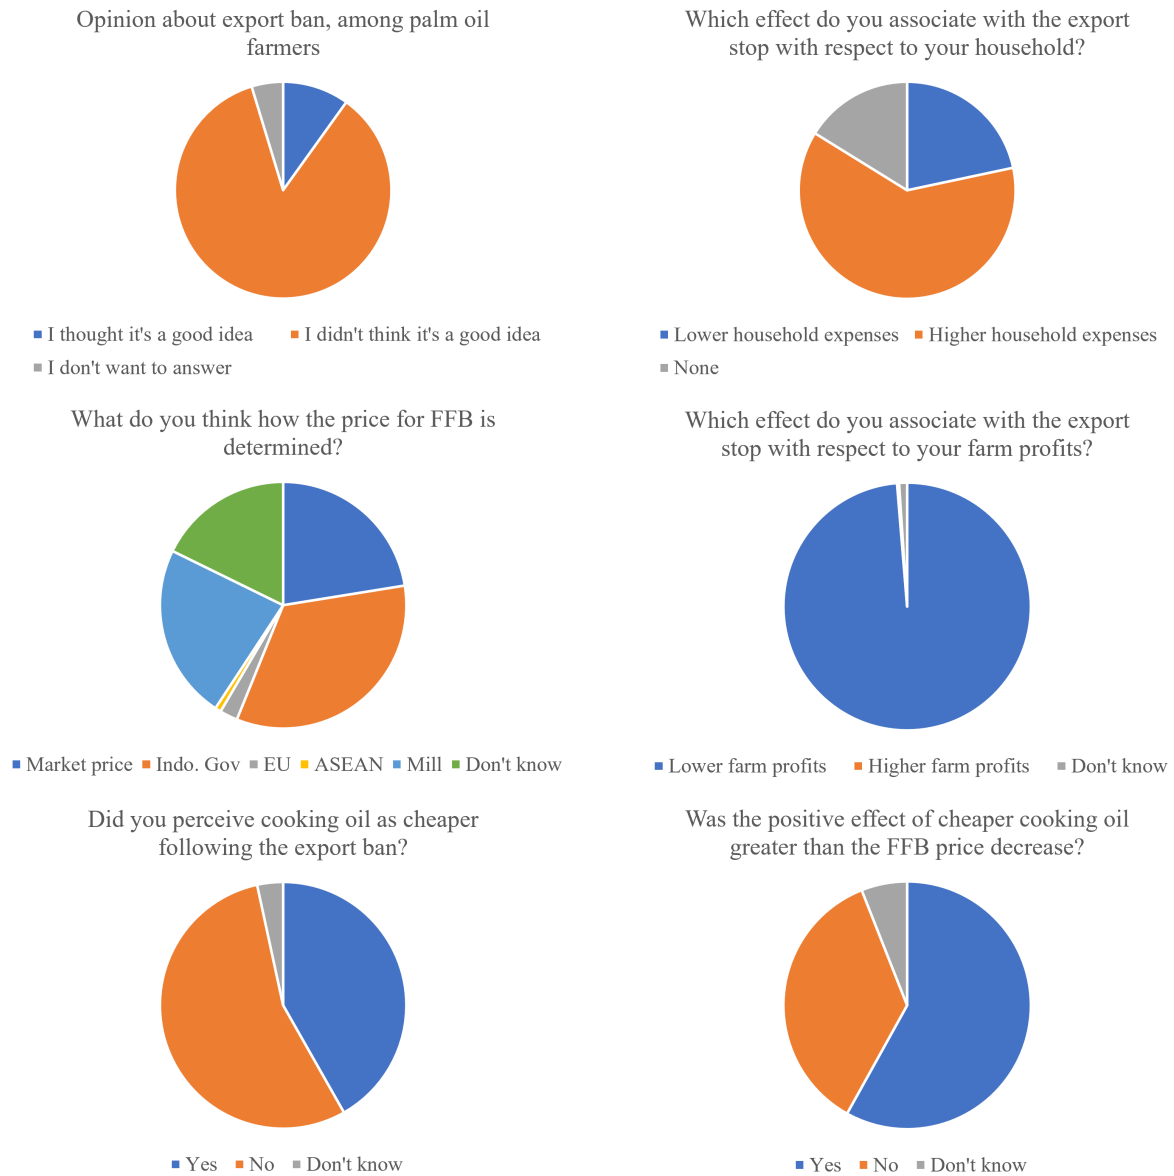 Opinion about export ban, among palm oil
farmers
I thought it's a good idea
I didn't think it's a good idea
I don't want to answer
Which effect do you associate with the export
stop with respect to your household?
Lower household expenses
Higher household expenses
None
What do you think how the price for FFB is
determined?
Market price
Indo. Gov
EU
ASEAN
Mill
Don't know
Which effect do you associate with the export
stop with respect to your farm profits?
Lower farm profits
Higher farm profits
Don't know
Did you perceive cooking oil as cheaper
following the export ban?
Yes
No
Don't know
Was the positive effect of cheaper cooking oil
greater than the FFB price decrease?
Yes
No
Don't know